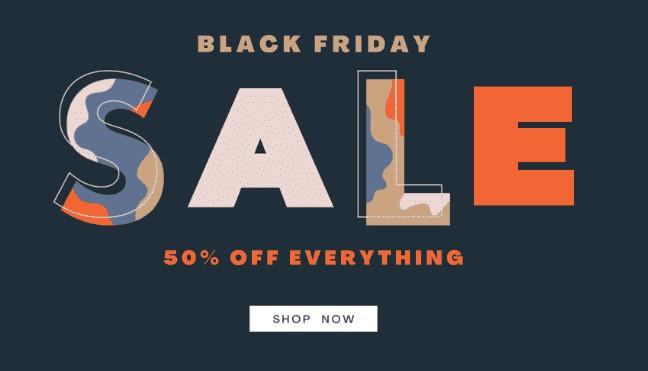 BLACK FRIDAY
SALE
50% OFF EVERYTHING
SHOP NOW